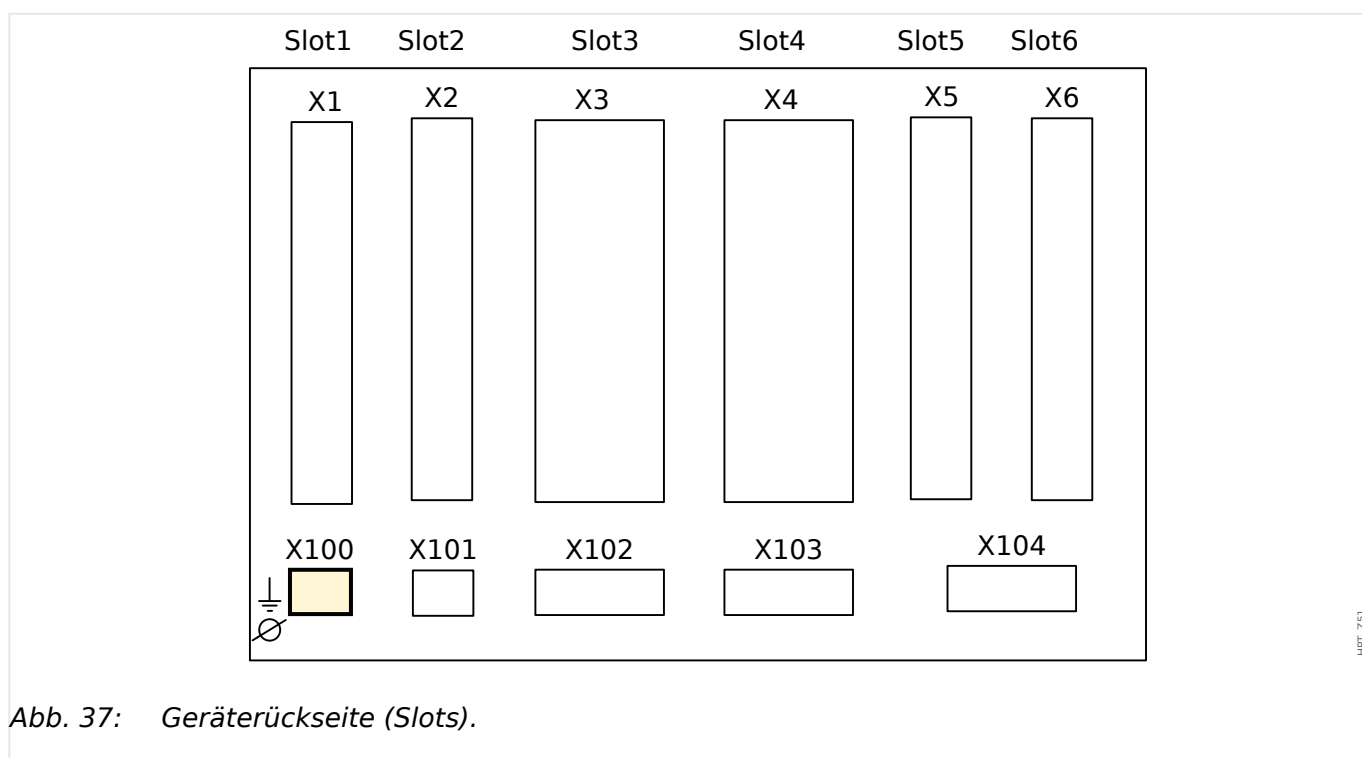 Slot1 Slot2 Slot3 Slot4 Slot5 Slot6
X1 X2 X3 X4 X5 X6
X100 X101 X102 X103 X104
Abb. 37: Geräterückseite (Slots).